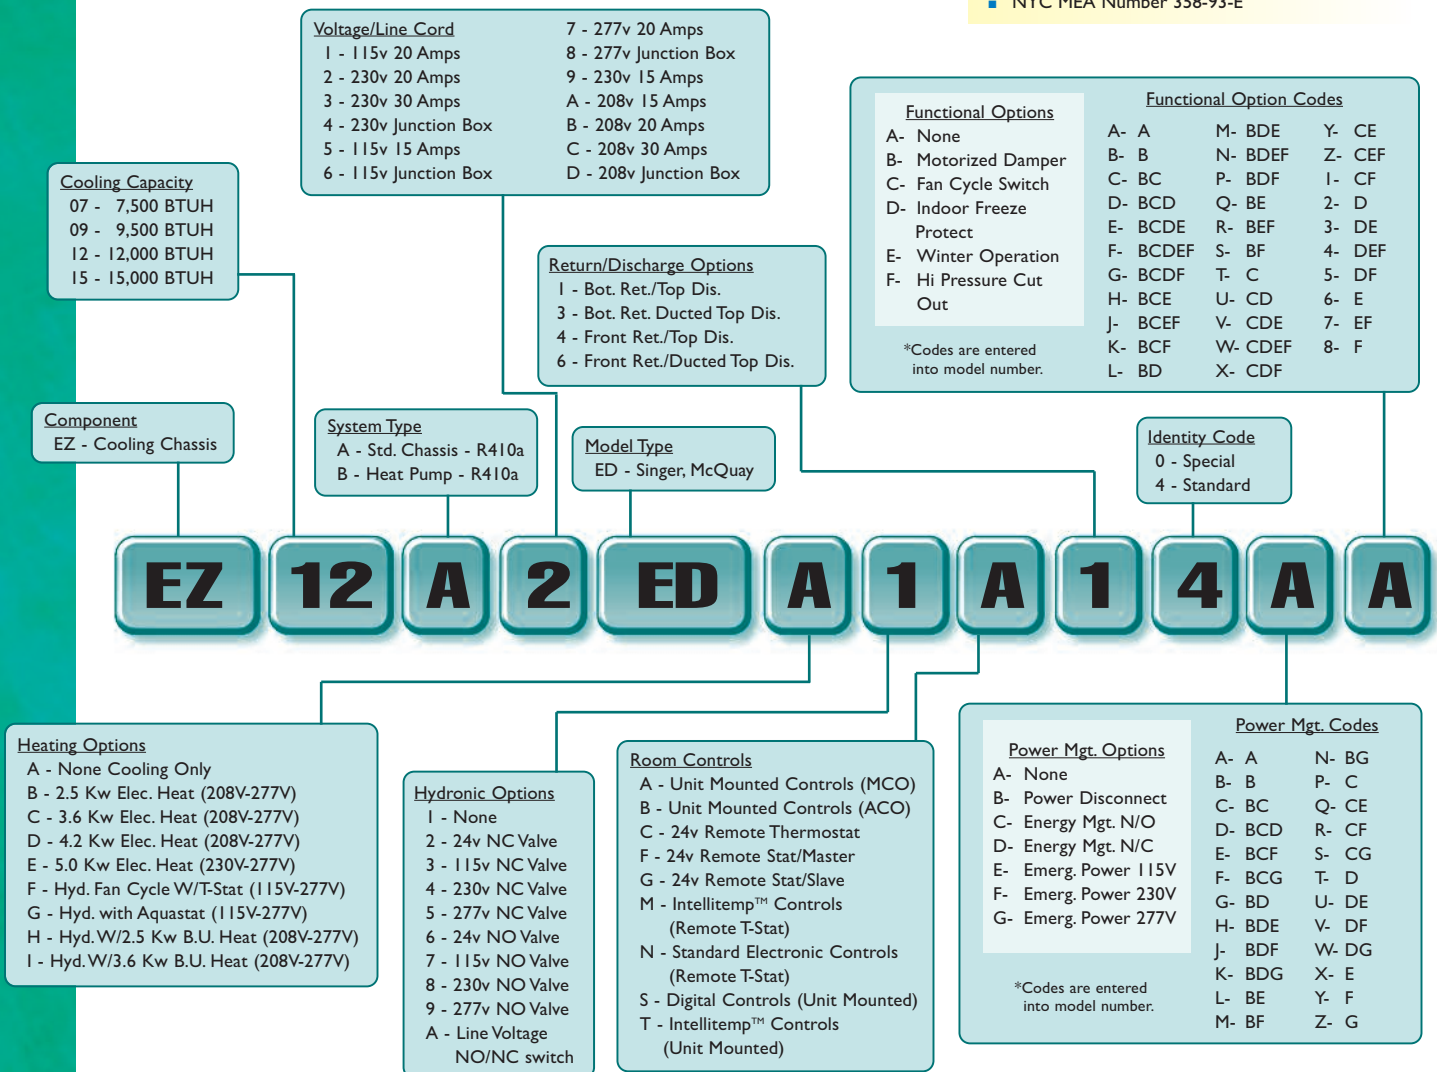 NYC MEA Number 358-93-E
Voltage/Line Cord
1 - 115v 20 Amps
2 - 230v 20 Amps
3 - 230v 30 Amps
4 - 230v Junction Box
5 - 115v 15 Amps
6 - 115v Junction Box
7 - 277v 20 Amps
8 - 277v Junction Box
9 - 230v 15 Amps
A - 208v 15 Amps
B - 208v 20 Amps
C - 208v 30 Amps
D - 208v Junction Box
Functional Options
A- None
B- Motorized Damper
C- Fan Cycle Switch
D- Indoor Freeze
Protect
E- Winter Operation
F- Hi Pressure Cut
Out
*Codes are entered
into model number.
Functional Option Codes
A- A
B- B
C- BC
D- BCD
E- BCDE
F- BCDEF
G- BCDF
H- BCE
J- BCEF
K- BCF
L- BD
M- BDE
N- BDEF
P- BDF
Q- BE
R- BEF
S- BF
T- C
U- CD
V- CDE
W- CDEF
X- CDF
Y- CE
Z- CEF
1- CF
2- D
3- DE
4- DEF
5- DF
6- E
7- EF
8- F
Cooling Capacity
07 - 7,500 BTUH
09 - 9,500 BTUH
12 - 12,000 BTUH
15 - 15,000 BTUH
Return/Discharge Options
1 - Bot. Ret./Top Dis.
3 - Bot. Ret. Ducted Top Dis.
4 - Front Ret./Top Dis.
6 - Front Ret./Ducted Top Dis.
Component
EZ - Cooling Chassis
System Type
A - Std. Chassis - R410a
B - Heat Pump - R410a
Model Type
ED - Singer, McQuay
Identity Code
0 - Special
4 - Standard
EZ 12 A 2 ED A 1 A 1 4 A A
Heating Options
A - None Cooling Only
B - 2.5 Kw Elec. Heat (208V-277V)
C - 3.6 Kw Elec. Heat (208V-277V)
D - 4.2 Kw Elec. Heat (208V-277V)
E - 5.0 Kw Elec. Heat (230V-277V)
F - Hyd. Fan Cycle W/T-Stat (115V-277V)
G - Hyd. with Aquastat (115V-277V)
H - Hyd. W/2.5 Kw B.U. Heat (208V-277V)
I - Hyd. W/3.6 Kw B.U. Heat (208V-277V)
Hydronic Options
1 - None
2 - 24v NC Valve
3 - 115v NC Valve
4 - 230v NC Valve
5 - 277v NC Valve
6 - 24v NO Valve
7 - 115v NO Valve
8 - 230v NO Valve
9 - 277v NO Valve
A - Line Voltage
NO/NC switch
Room Controls
A - Unit Mounted Controls (MCO)
B - Unit Mounted Controls (ACO)
C - 24v Remote Thermostat
F - 24v Remote Stat/Master
G - 24v Remote Stat/Slave
M - Intellitemp™ Controls
(Remote T-Stat)
N - Standard Electronic Controls
(Remote T-Stat)
S - Digital Controls (Unit Mounted)
T - Intellitemp™ Controls
(Unit Mounted)
Power Mgt. Options
A- None
B- Power Disconnect
C- Energy Mgt. N/O
D- Energy Mgt. N/C
E- Emerg. Power 115V
F- Emerg. Power 230V
G- Emerg. Power 277V
*Codes are entered
into model number.
Power Mgt. Codes
A- A
B- B
C- BC
D- BCD
E- BCF
F- BCG
G- BD
H- BDE
J- BDF
K- BDG
L- BE
M- BF
N- BG
P- C
Q- CE
R- CF
S- CG
T- D
U- DE
V- DF
W- DG
X- E
Y- F
Z- G